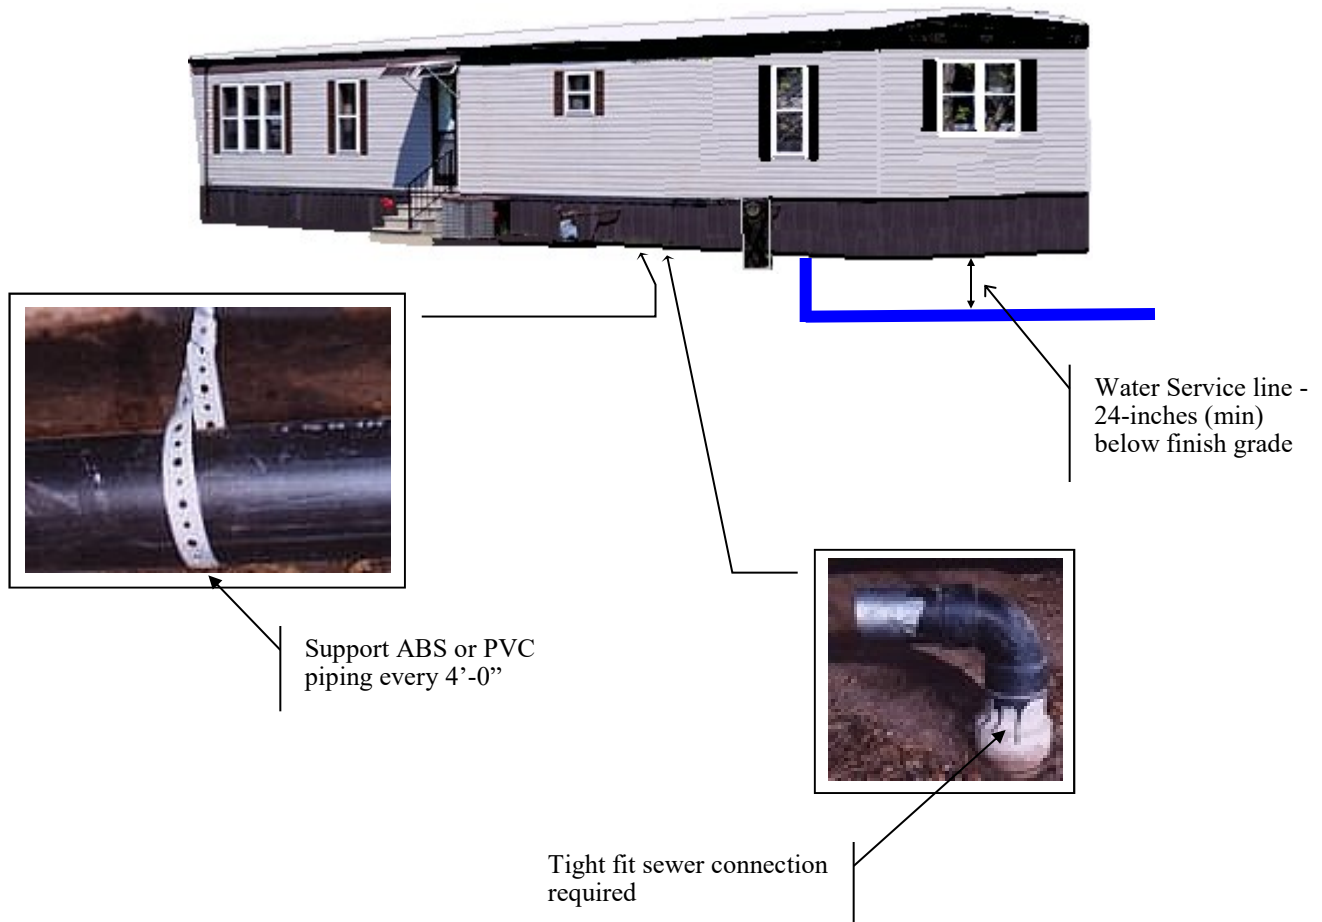 Water Service line -
24-inches (min)
below finish grade
Support ABS or PVC
piping every 4’-0”
Tight fit sewer connection
required